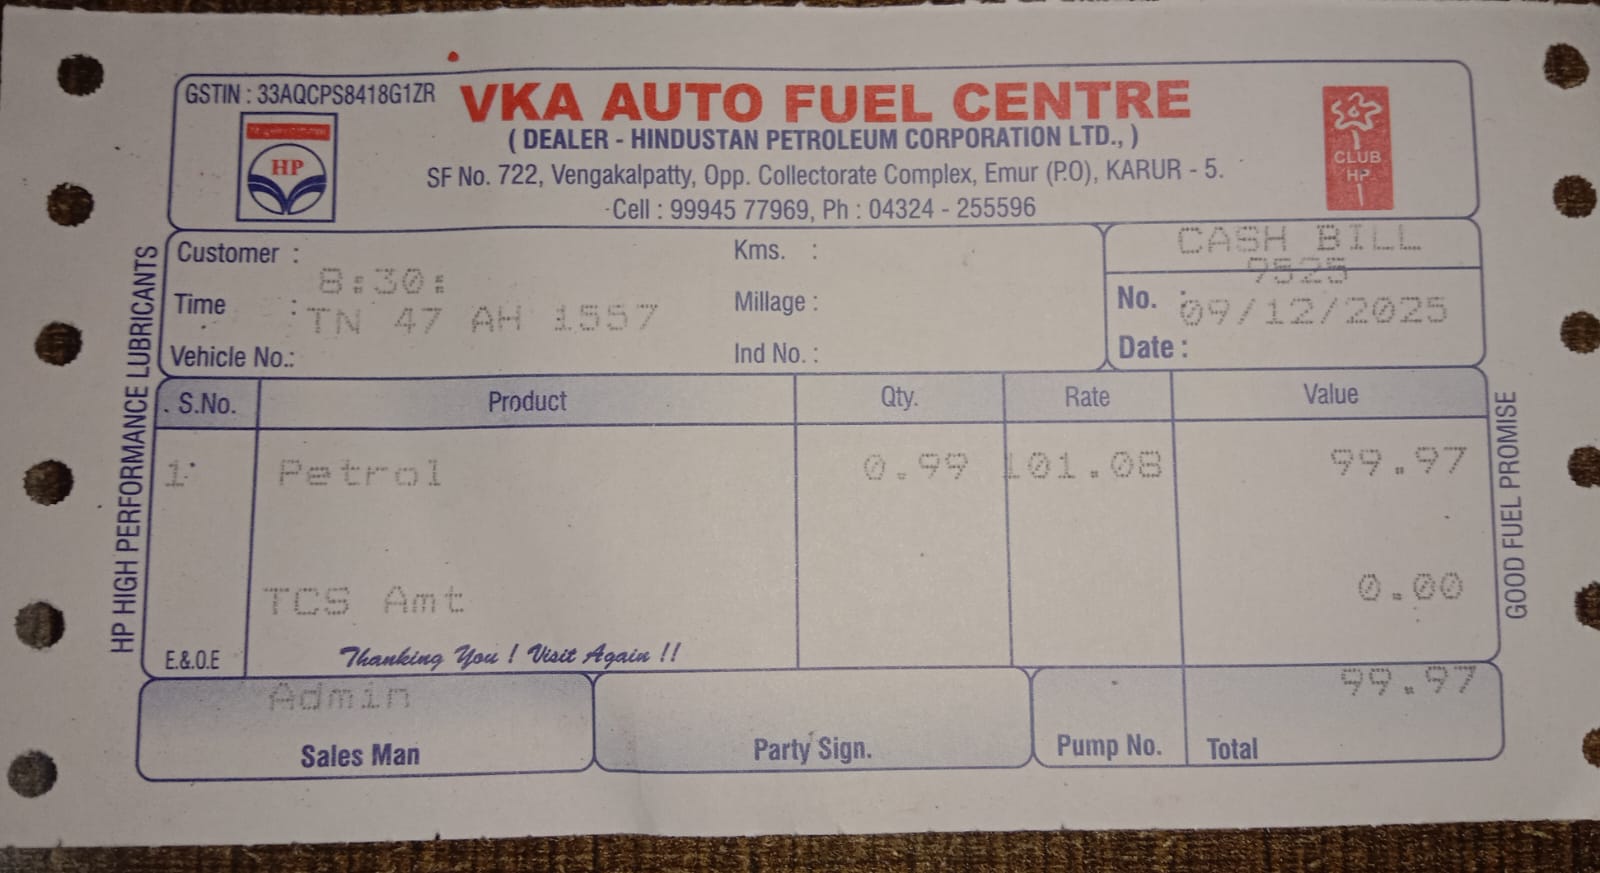 GSTIN : 33AQCPS8418G1ZR
VKA AUTO FUEL CENTRE
( DEALER - HINDUSTAN PETROLEUM CORPORATION LTD., )
SF No. 722, Vengakalpatty, Opp. Collectorate Complex, Emur (P.O), KARUR - 5.
Cell : 99945 77969, Ph : 04324 - 255596
HP
CLUB
HP
HP HIGH PERFORMANCE LUBRICANTS
Customer :
Kms. :
CASH BILL
8:30:
9525
Time :
Millage :
No. :
TN 47 AH 1557
09/12/2025
Vehicle No.:
Ind No. :
Date :
S.No. Product Qty. Rate Value
1 Petrol 0.99 101.08 99.97
TCS Amt 0.00
E.&.O.E Thanking You ! Visit Again !!
GOOD FUEL PROMISE
Admin 99.97
Sales Man Party Sign. Pump No. Total